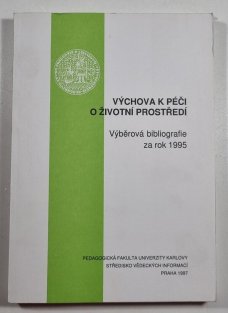 VÝCHOVA K PÉČI
O ŽIVOTNÍ PROSTŘEDÍ
Výběrová bibliografie
za rok 1995
PEDAGOGICKÁ FAKULTA UNIVERZITY KARLOVY
STŘEDISKO VĚDECKÝCH INFORMACÍ
PRAHA 1997